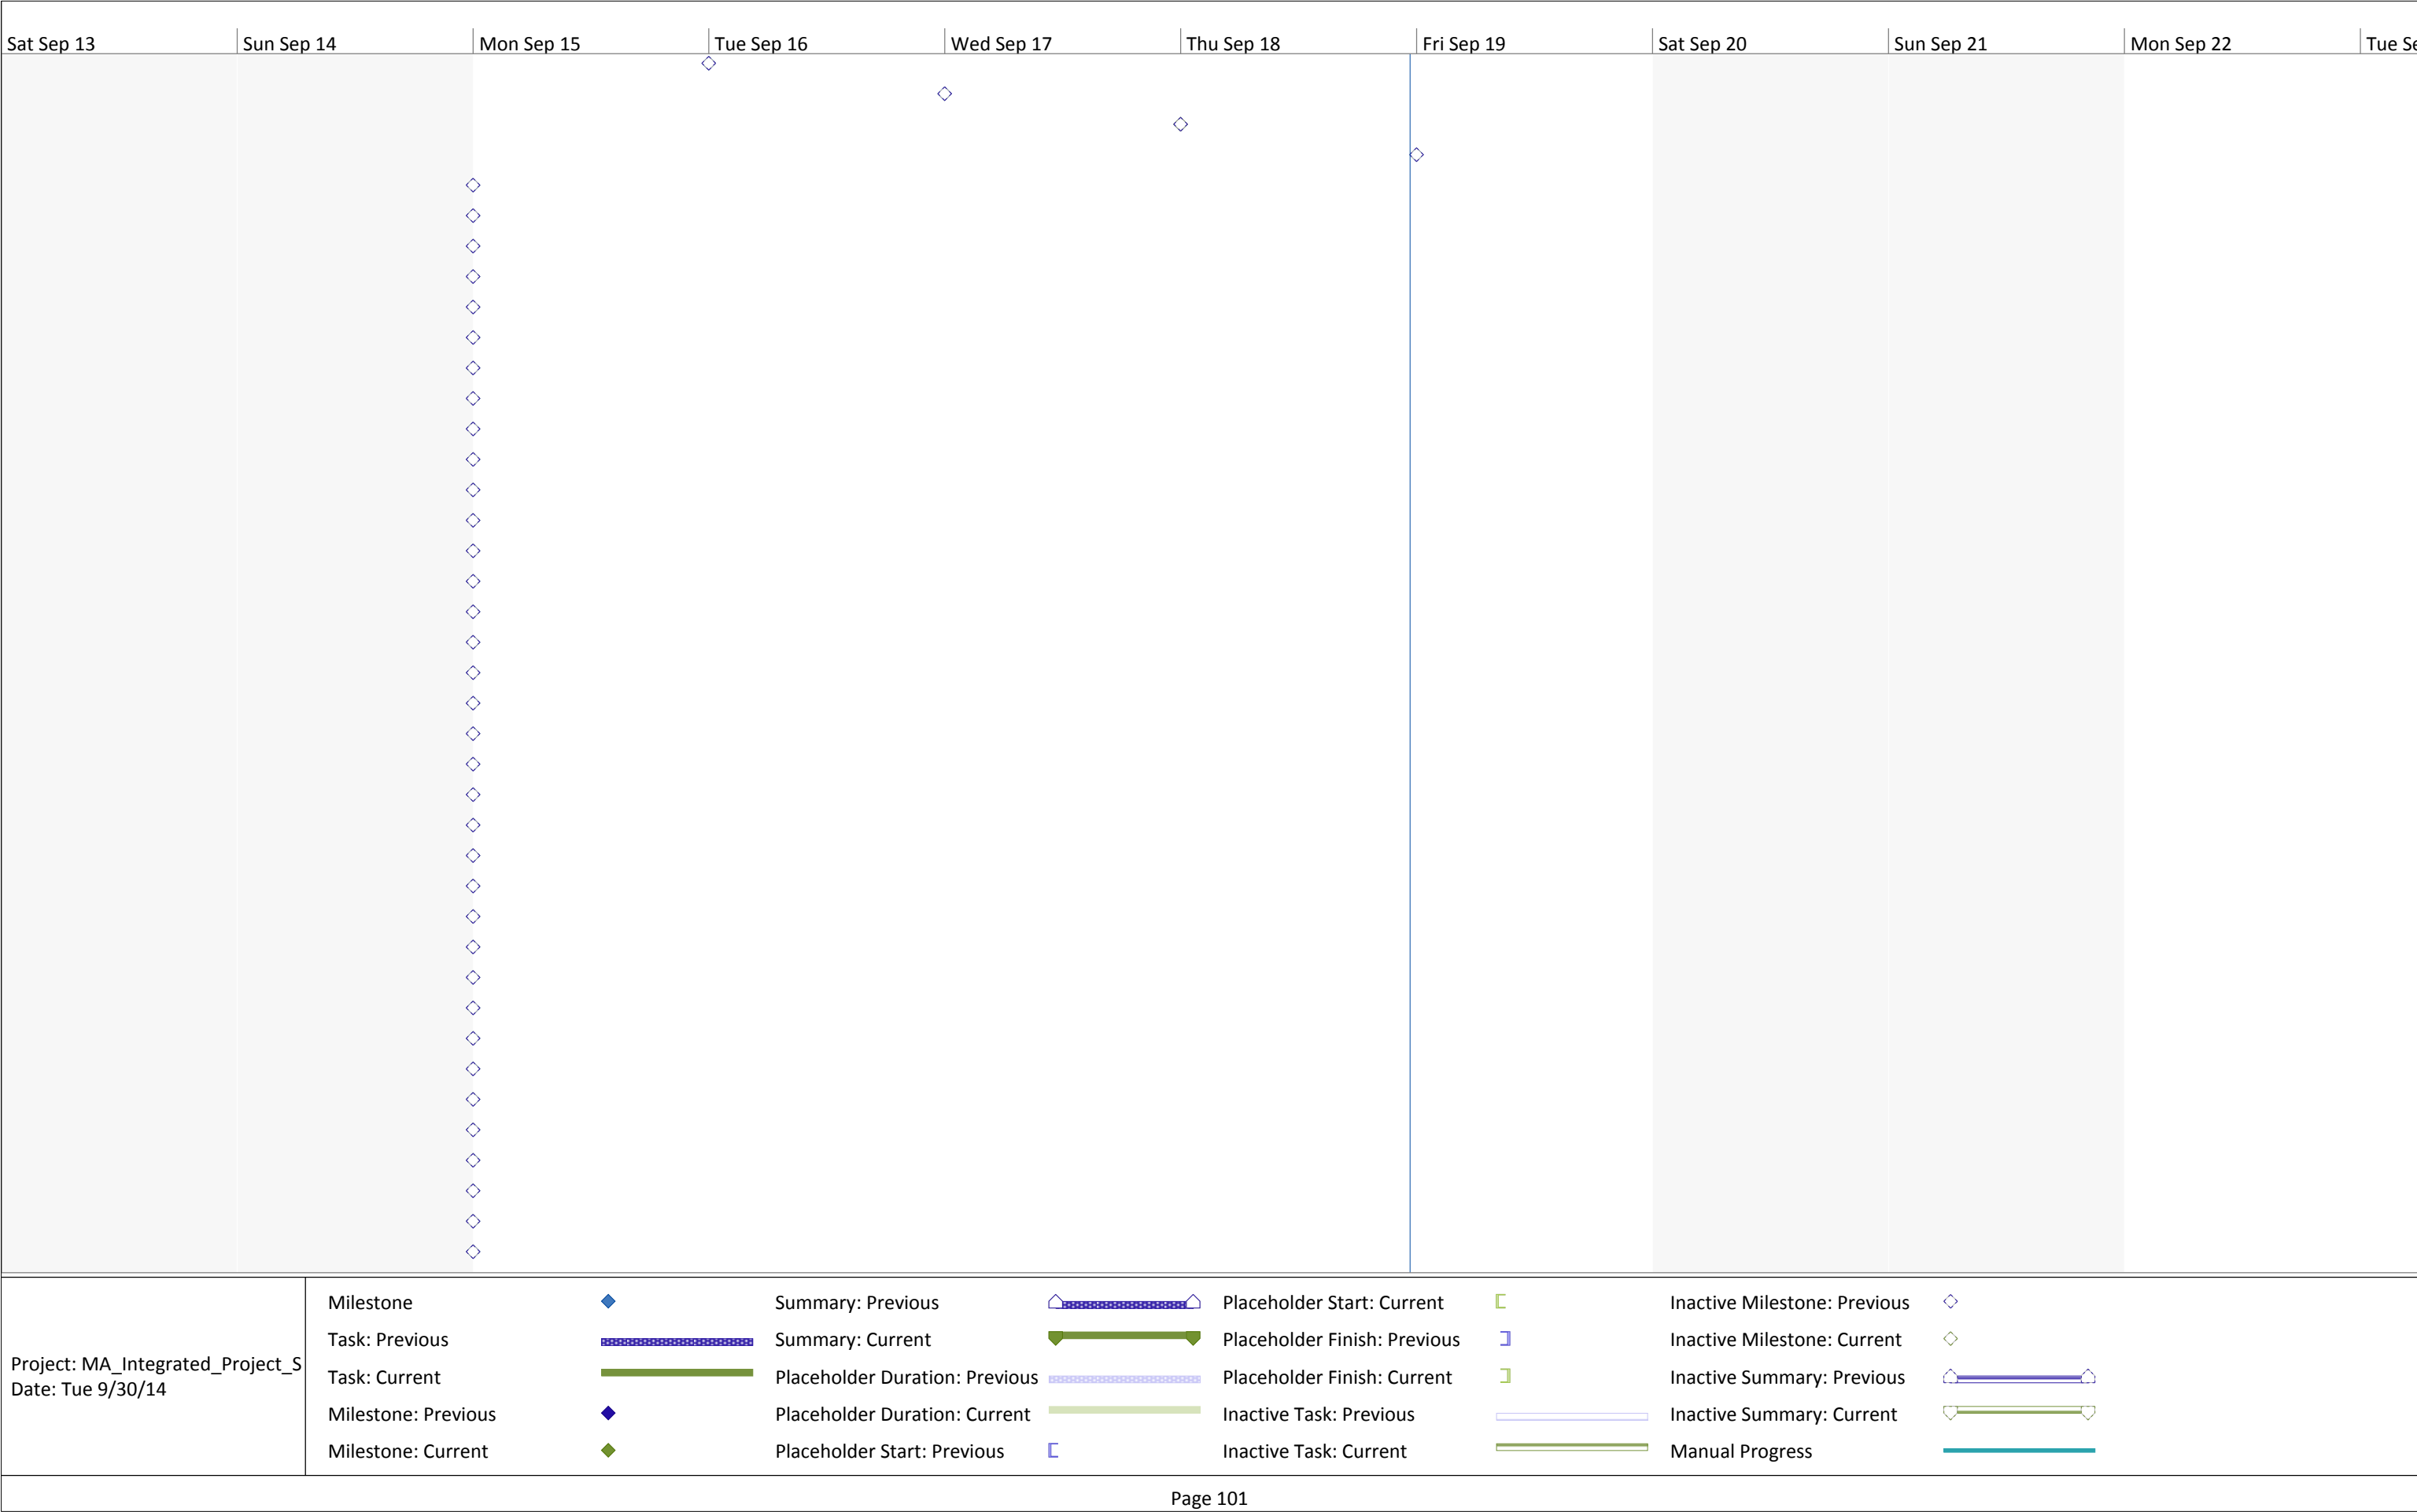 Sat Sep 13 Sun Sep 14 Mon Sep 15 Tue Sep 16 Wed Sep 17 Thu Sep 18 Fri Sep 19 Sat Sep 20 Sun Sep 21 Mon Sep 22 Tue Se
Project: MA_Integrated_Project_S
Date: Tue 9/30/14
Milestone
Task: Previous
Task: Current
Milestone: Previous
Milestone: Current
Summary: Previous
Summary: Current
Placeholder Duration: Previous
Placeholder Duration: Current
Placeholder Start: Previous
Placeholder Start: Current
Placeholder Finish: Previous
Placeholder Finish: Current
Inactive Task: Previous
Inactive Task: Current
Inactive Milestone: Previous
Inactive Milestone: Current
Inactive Summary: Previous
Inactive Summary: Current
Manual Progress
Page 101